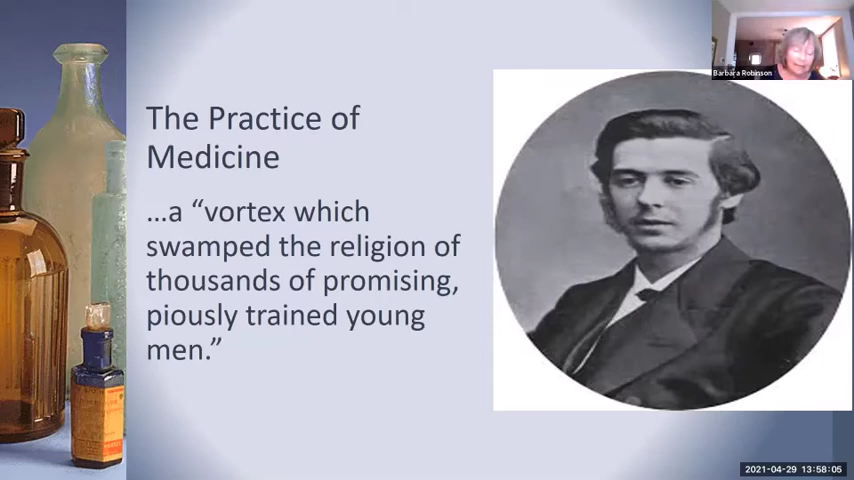 Barbara Robinson
The Practice of
Medicine
…a “vortex which
swamped the religion of
thousands of promising,
piously trained young
men.”
2021-04-29 13:58:05